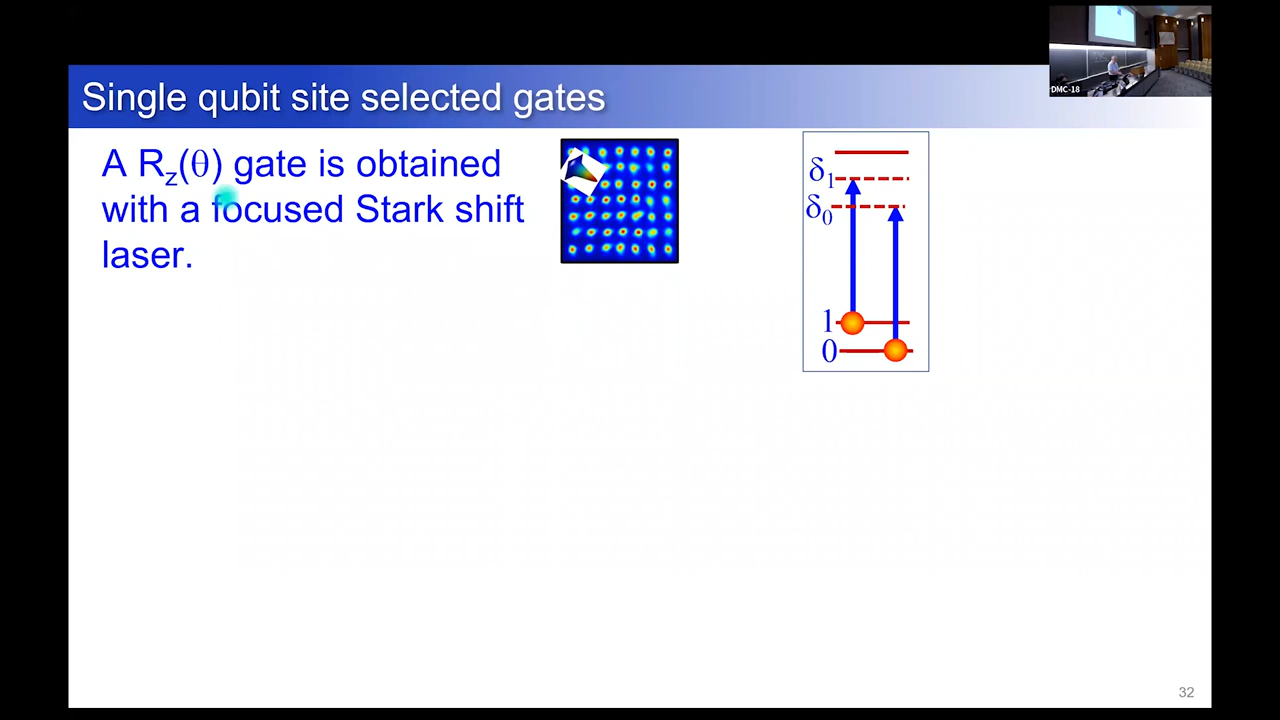 Single qubit site selected gates
A Rz(θ) gate is obtained
with a focused Stark shift
laser.
δ1
δ0
1
0
DMC-18
32